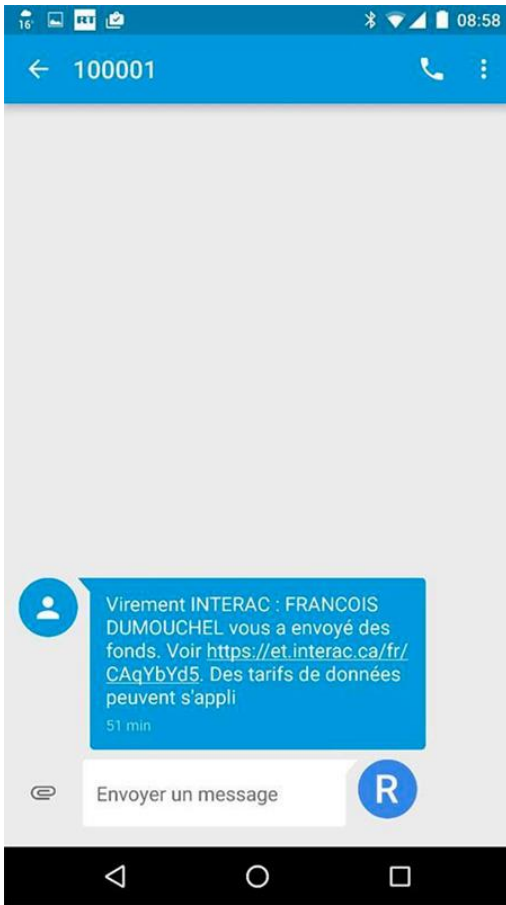 16°
RT
08:58
100001
Virement INTERAC : FRANCOIS
DUMOUCHEL vous a envoyé des
fonds. Voir https://et.interac.ca/fr/
CAqYbYd5. Des tarifs de données
peuvent s'appli
51 min
Envoyer un message
R